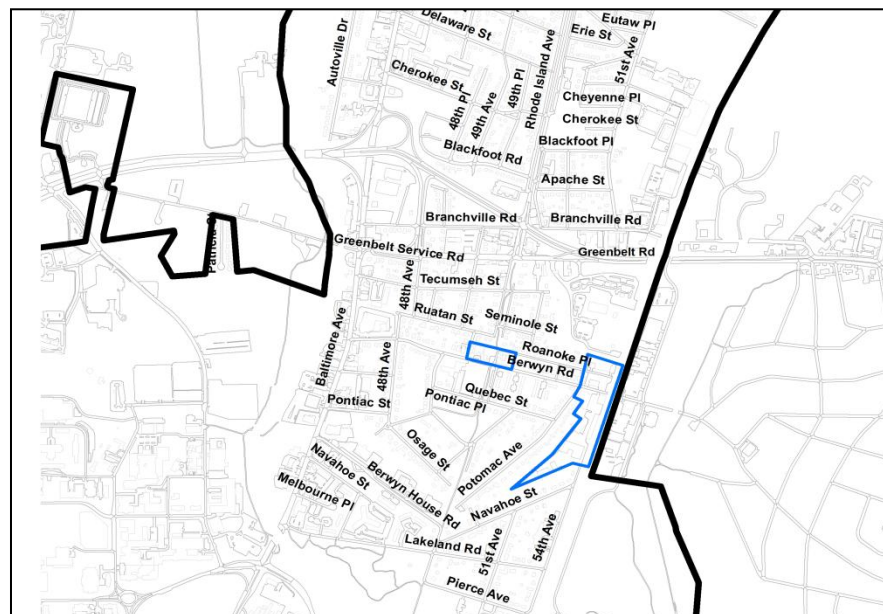 Eutaw Pl
Delaware St
Erie St
Autoville Dr
Rhode Island Ave
51st Ave
Cherokee St
48th Pl
49th Ave
49th Pl
Cheyenne Pl
Cherokee St
Blackfoot Pl
Blackfoot Rd
Apache St
Branchville Rd
Branchville Rd
Greenbelt Service Rd
Greenbelt Rd
48th Ave
Tecumseh St
Ruatan St
Seminole St
Baltimore Ave
48th Ave
Roanoke Pl
Berwyn Rd
Quebec St
Pontiac St
Pontiac Pl
Osage St
Potomac Ave
Navahoe St
Melbourne Pl
Berwyn House Rd
Navahoe St
Lakeland Rd
51st Ave
54th Ave
Pierce Ave